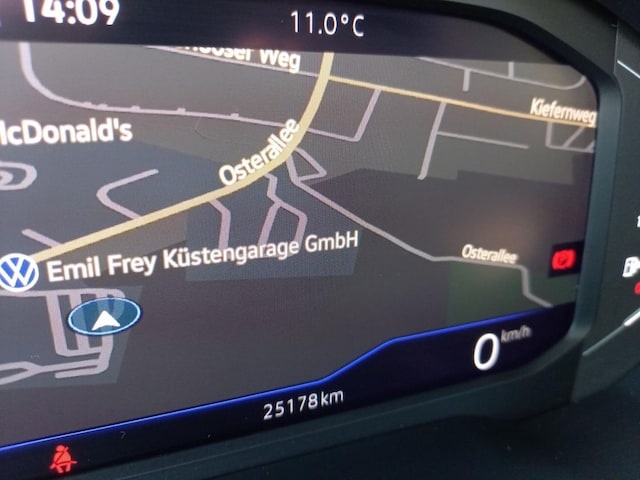 14:09
11.0°C
Weg
Kiefernweg
McDonald's
Osterallee
Emil Frey Küstengarage GmbH
Osterallee
0 km/h
25178 km